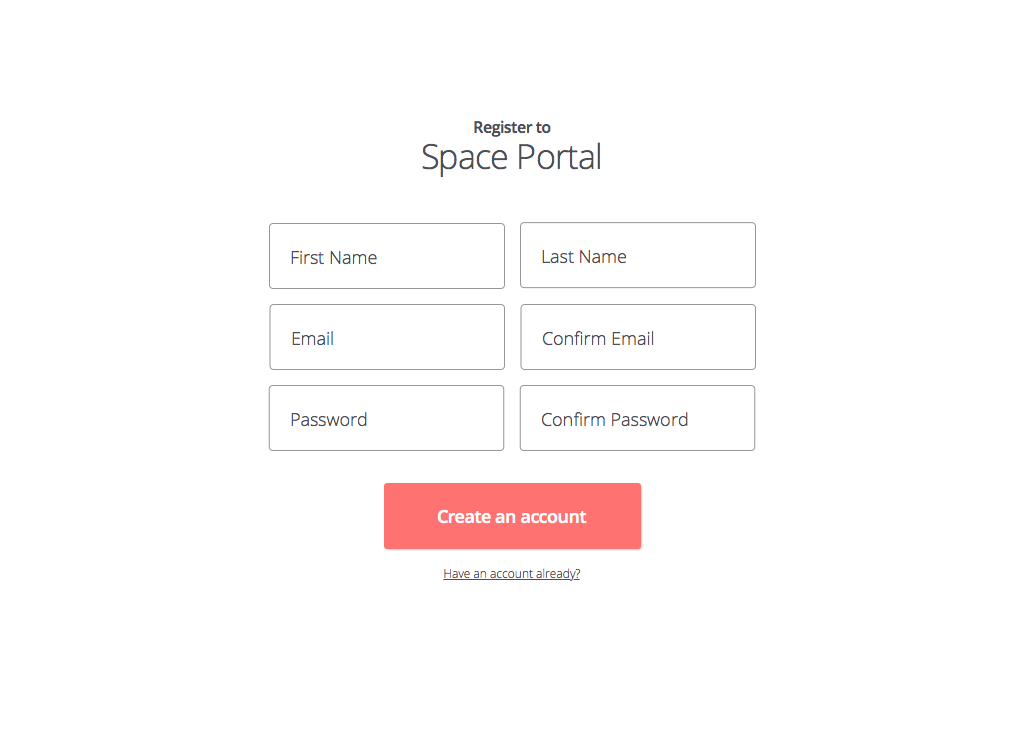 Register to
Space Portal
First Name
Last Name
Email
Confirm Email
Password
Confirm Password
Create an account
Have an account already?